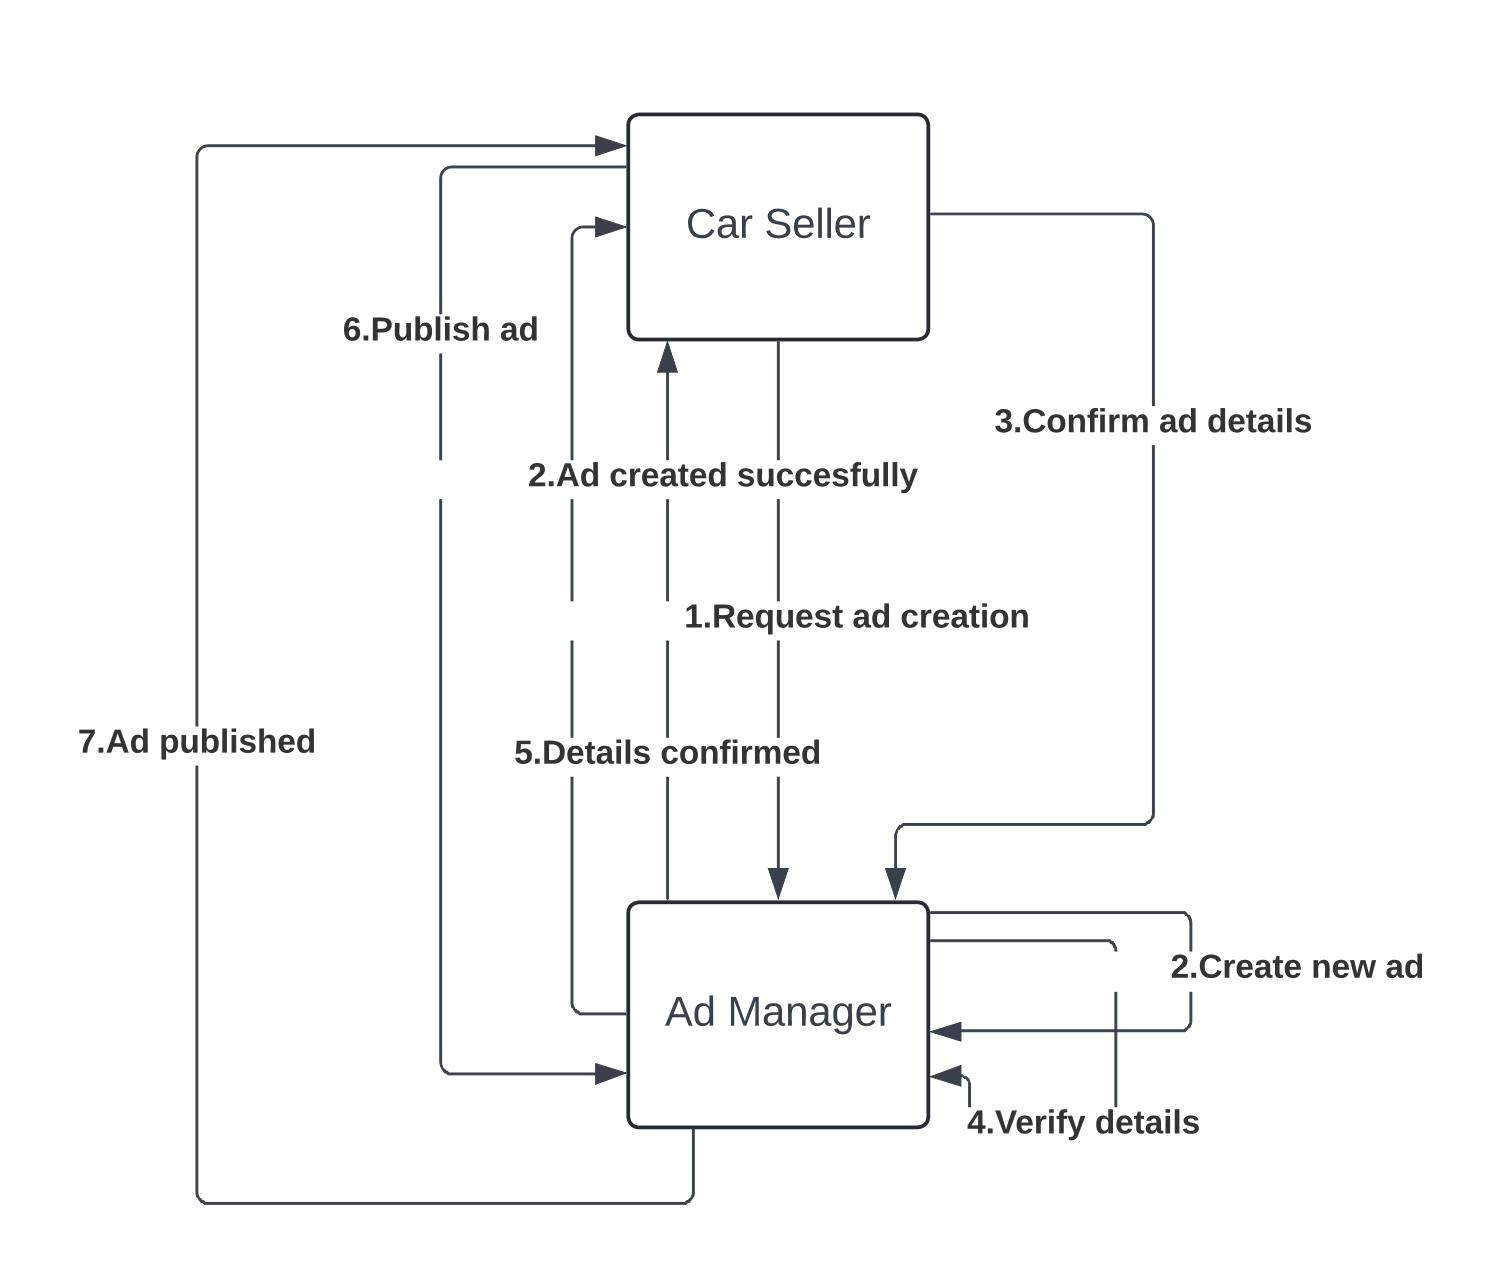 Car Seller
6.Publish ad
3.Confirm ad details
2.Ad created succesfully
1.Request ad creation
7.Ad published
5.Details confirmed
2.Create new ad
Ad Manager
4.Verify details